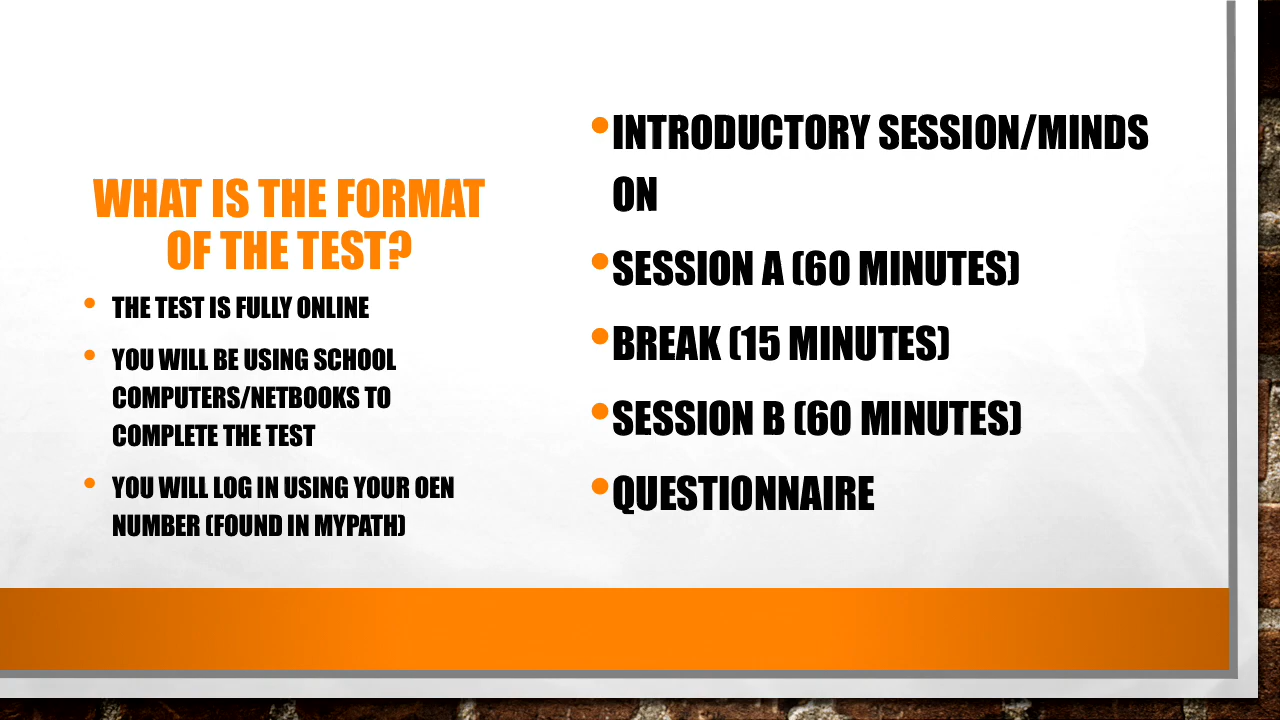 WHAT IS THE FORMAT
OF THE TEST?
• THE TEST IS FULLY ONLINE
• YOU WILL BE USING SCHOOL
COMPUTERS/NETBOOKS TO
COMPLETE THE TEST
• YOU WILL LOG IN USING YOUR OEN
NUMBER (FOUND IN MYPATH)
• INTRODUCTORY SESSION/MINDS
ON
• SESSION A (60 MINUTES)
• BREAK (15 MINUTES)
• SESSION B (60 MINUTES)
• QUESTIONNAIRE